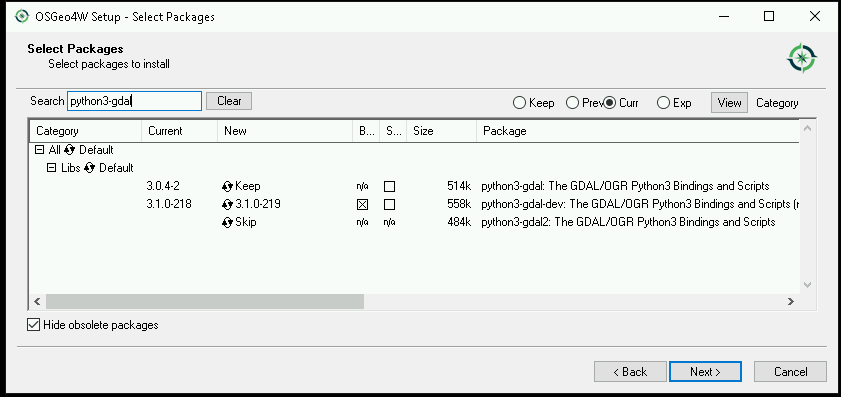 OSGeo4W Setup - Select Packages
Select Packages
Select packages to install
Search python3-gdal Clear Keep Prev Curr Exp View Category
Category Current New B... S... Size Package
All Default
Libs Default
3.0.4-2 Keep n/a 514k python3-gdal: The GDAL/OGR Python3 Bindings and Scripts
3.1.0-218 3.1.0-219 558k python3-gdal-dev: The GDAL/OGR Python3 Bindings and Scripts (n
Skip n/a n/a 484k python3-gdal2: The GDAL/OGR Python3 Bindings and Scripts
Hide obsolete packages
< Back Next > Cancel